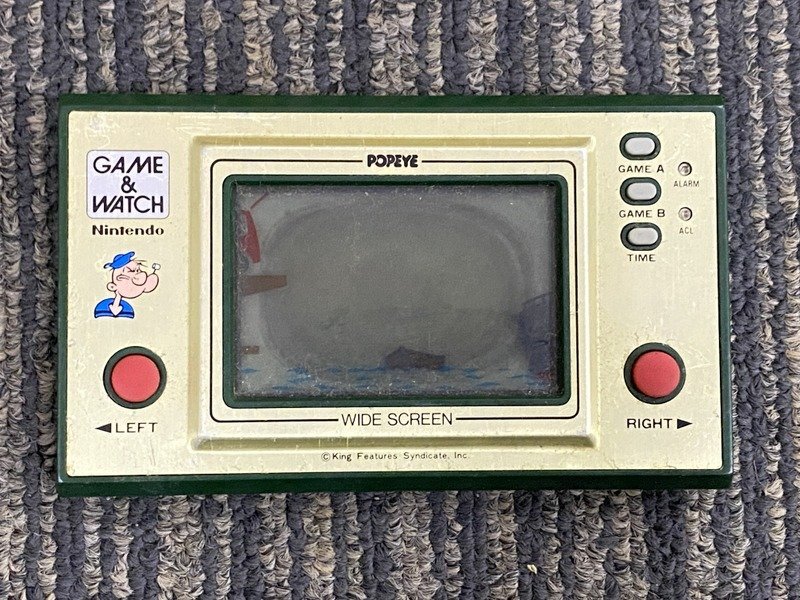 POPEYE
GAME
&
WATCH
Nintendo
GAME A
ALARM
GAME B
ACL
TIME
◀LEFT
WIDE SCREEN
RIGHT▶
© King Features Syndicate, Inc.